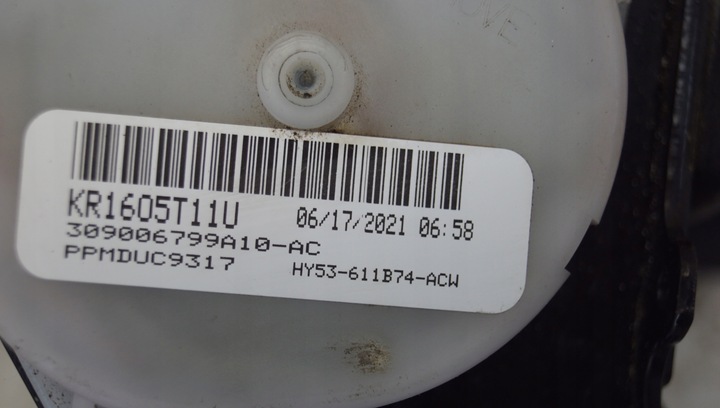 KR1605T11U 06/17/2021 06:58
309006799A10-AC
PPMDUC9317 HY53-611B74-ACW